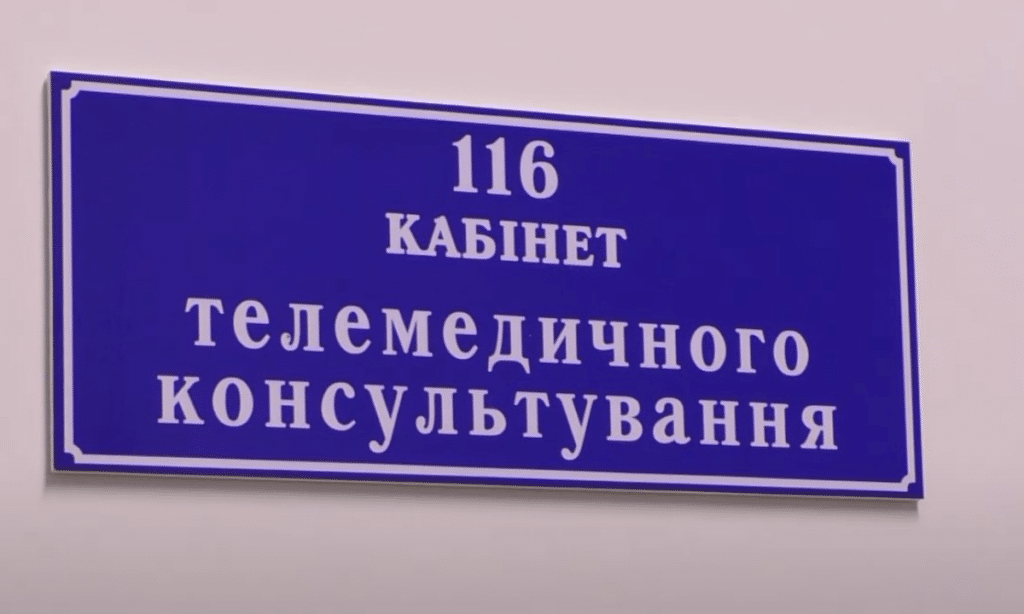 116
КАБІНЕТ
телемедичного
консультування